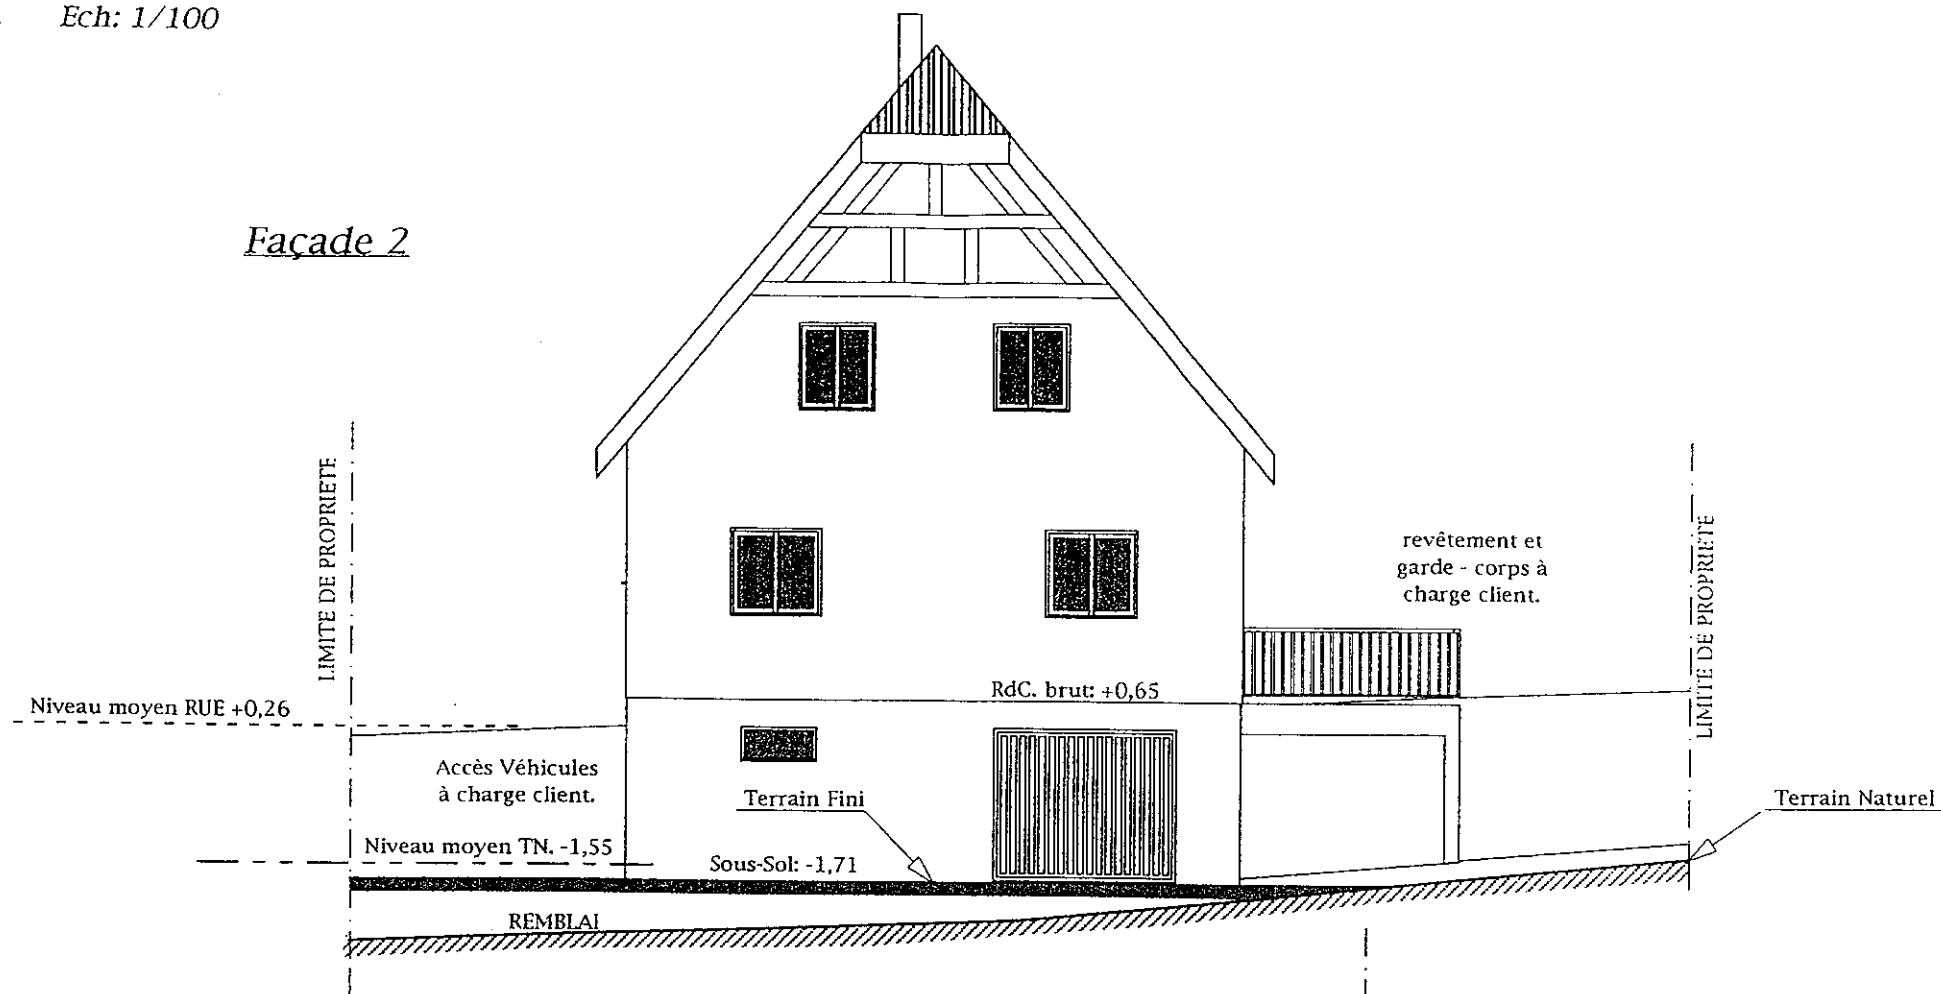 Ech: 1/100
Façade 2
LIMITE DE PROPRIETE
revêtement et
garde - corps à
charge client.
LIMITE DE PROPRIETE
RdC. brut: +0,65
Niveau moyen RUE +0,26
Accès Véhicules
à charge client.
Terrain Fini
Terrain Naturel
Niveau moyen TN. -1,55
Sous-Sol: -1,71
REMBLAI